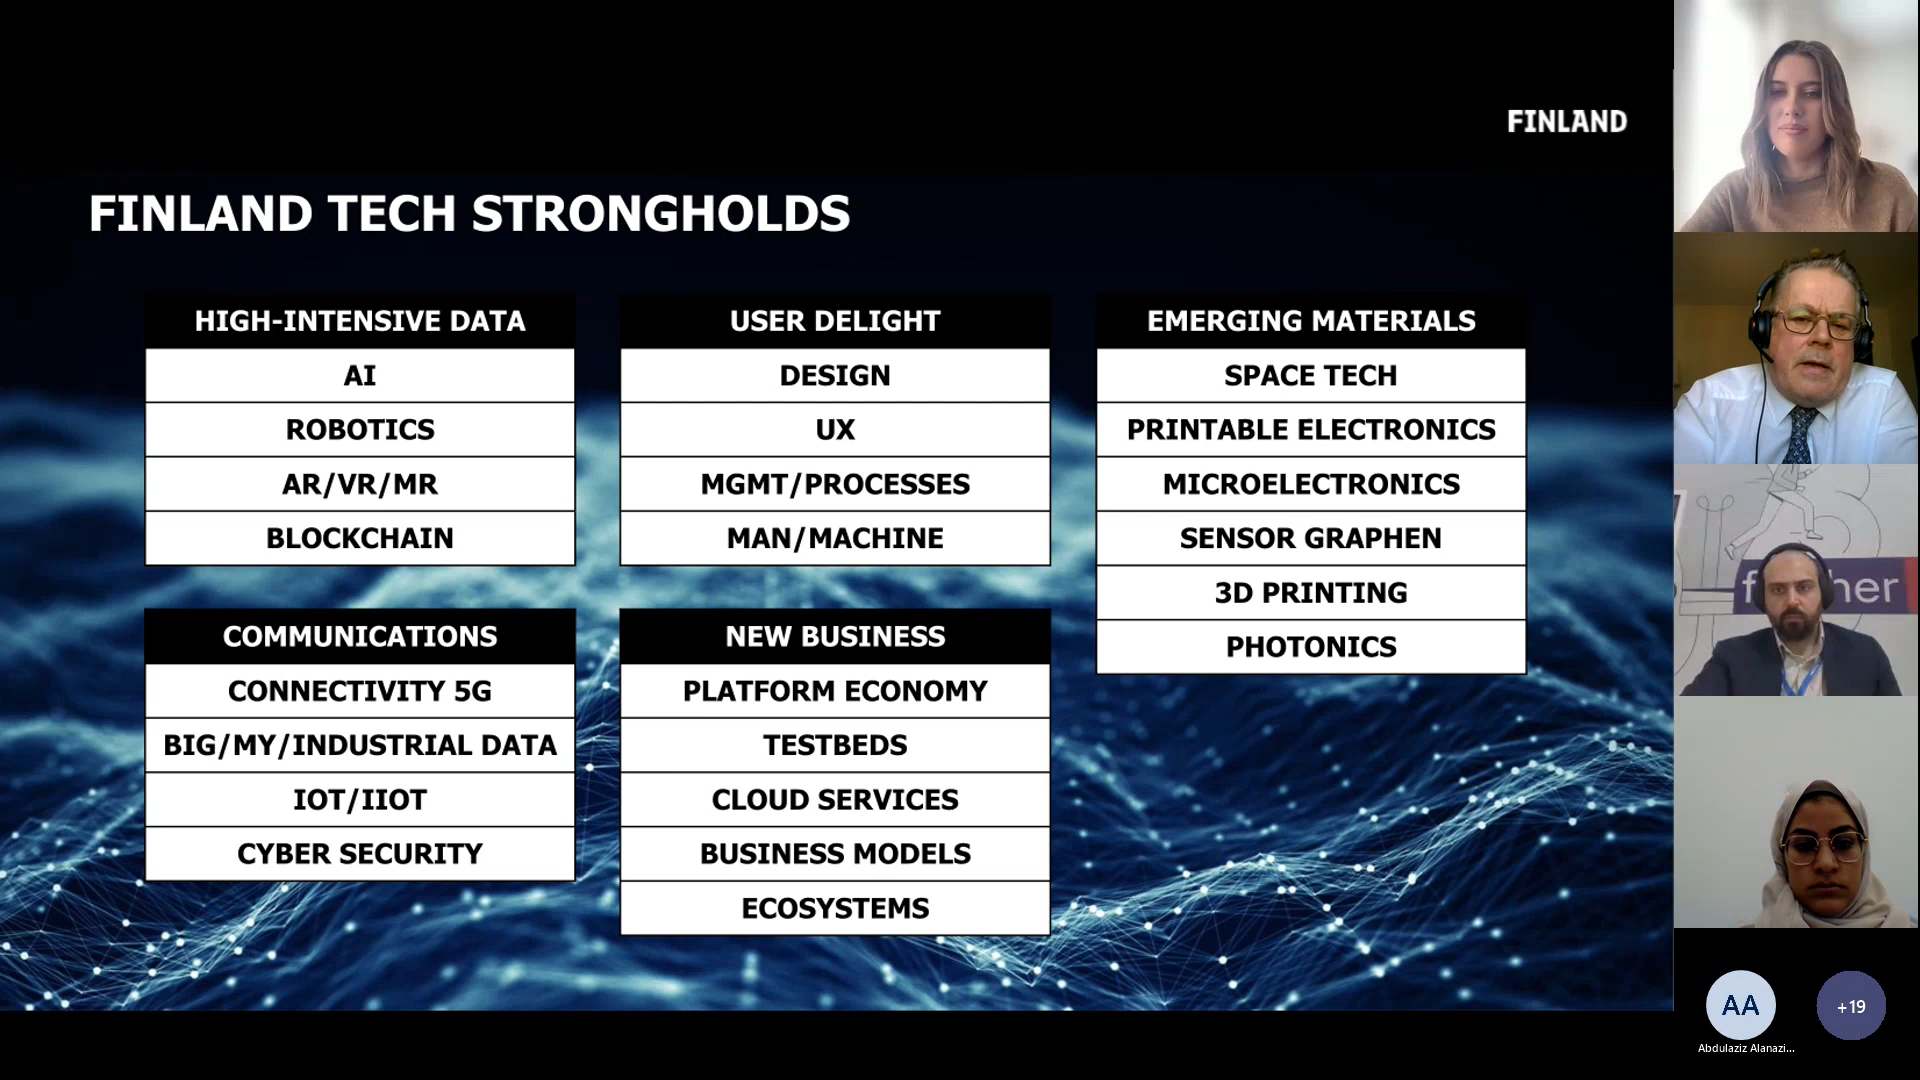 FINLAND
FINLAND TECH STRONGHOLDS
HIGH-INTENSIVE DATA
AI
ROBOTICS
AR/VR/MR
BLOCKCHAIN
USER DELIGHT
DESIGN
UX
MGMT/PROCESSES
MAN/MACHINE
EMERGING MATERIALS
SPACE TECH
PRINTABLE ELECTRONICS
MICROELECTRONICS
SENSOR GRAPHEN
3D PRINTING
PHOTONICS
COMMUNICATIONS
CONNECTIVITY 5G
BIG/MY/INDUSTRIAL DATA
IOT/IIOT
CYBER SECURITY
NEW BUSINESS
PLATFORM ECONOMY
TESTBEDS
CLOUD SERVICES
BUSINESS MODELS
ECOSYSTEMS
AA
+19
Abdulaziz Alanazi...